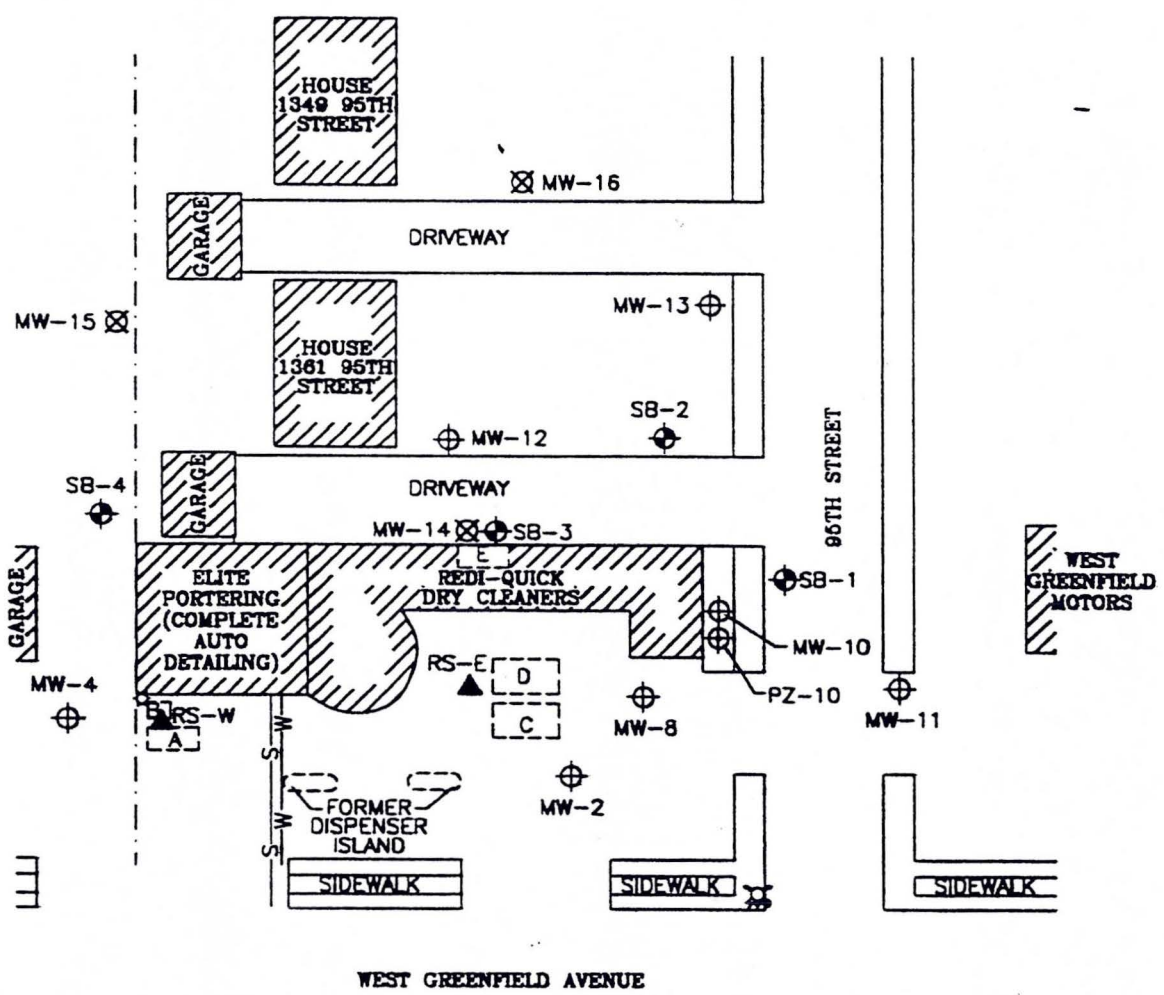 HOUSE
1349 95TH
STREET
MW-16
GARAGE
DRIVEWAY
MW-15
MW-13
HOUSE
1361 95TH
STREET
SB-2
MW-12
95TH STREET
SB-4
GARAGE
DRIVEWAY
MW-14
SB-3
E
GARAGE
ELITE
PORTERING
(COMPLETE
AUTO
DETAILING)
REDI-QUICK
DRY CLEANERS
SB-1
WEST
GREENFIELD
MOTORS
MW-10
PZ-10
MW-4
RS-E
D
C
MW-8
MW-11
B
RS-W
A
S
W
S
W
MW-2
FORMER
DISPENSER
ISLAND
SIDEWALK
SIDEWALK
SIDEWALK
WEST GREENFIELD AVENUE